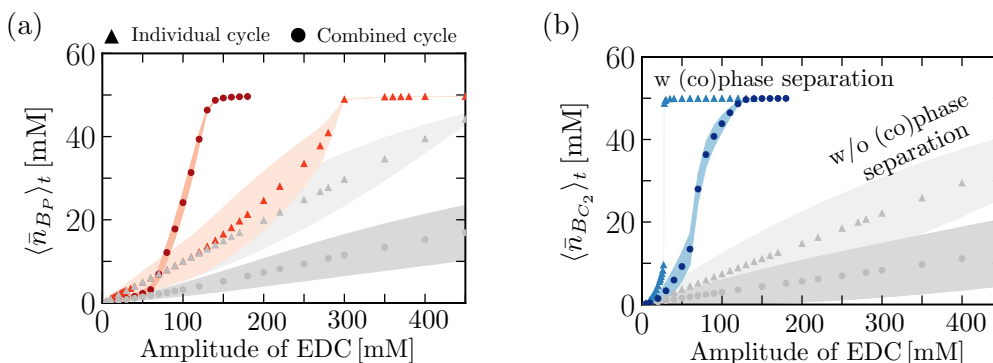 (a)
▲ Individual cycle ● Combined cycle
60
40
20
0
⟨n̄_{B_P}⟩_t [mM]
0 100 200 300 400
Amplitude of EDC [mM]
(b)
w (co)phase separation
w/o (co)phase
separation
60
40
20
0
⟨n̄_{B_{C_2}}⟩_t [mM]
0 100 200 300 400
Amplitude of EDC [mM]